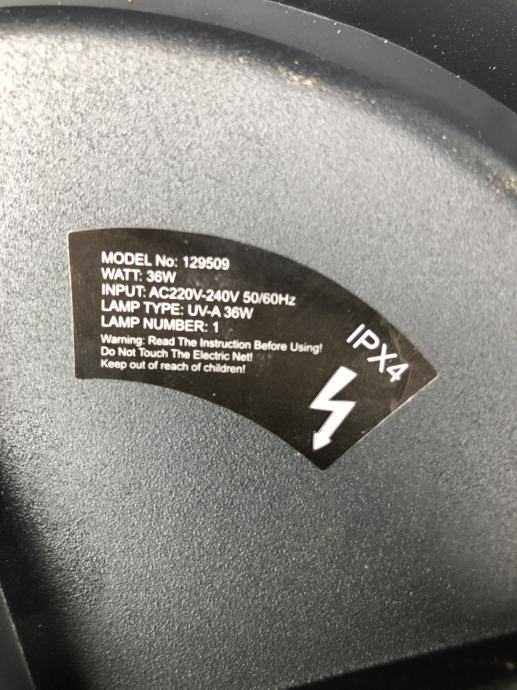 MODEL No: 129509
WATT: 36W
INPUT: AC220V-240V 50/60Hz
LAMP TYPE: UV-A 36W
LAMP NUMBER: 1
Warning: Read The Instruction Before Using!
Do Not Touch The Electric Net!
Keep out of reach of children!
IPX4